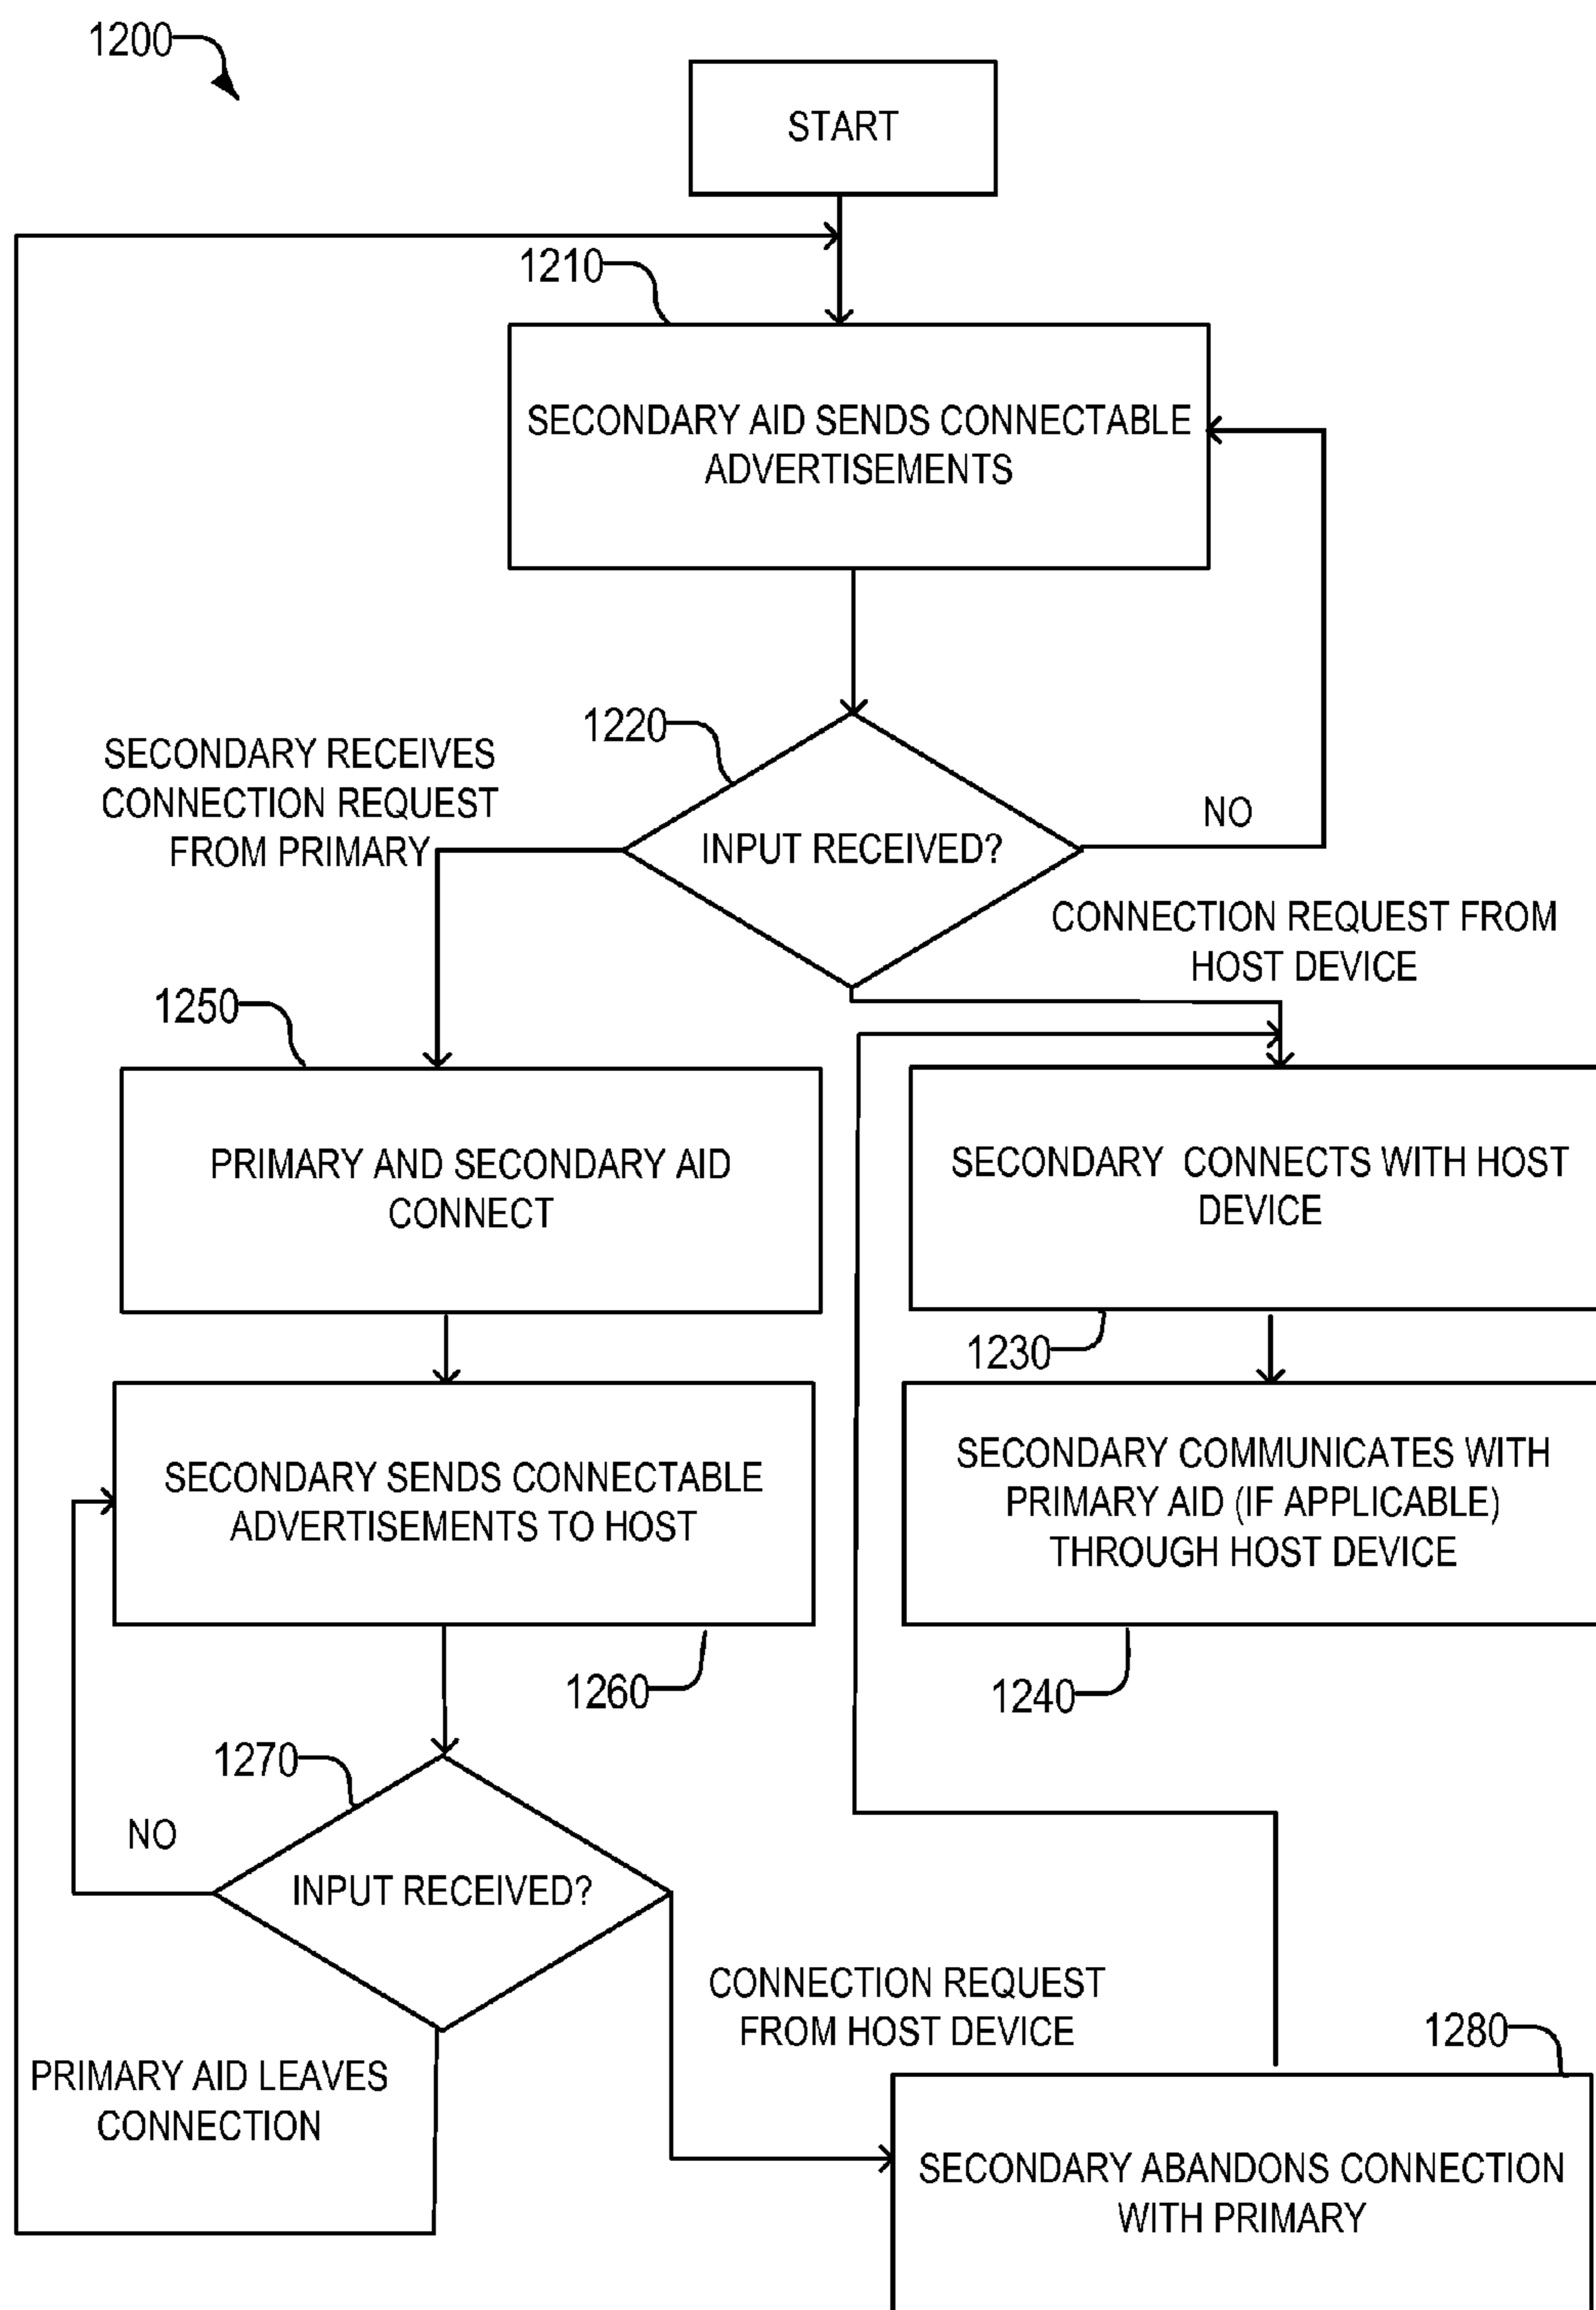 1200
START
1210
SECONDARY AID SENDS CONNECTABLE
ADVERTISEMENTS
1220
SECONDARY RECEIVES
CONNECTION REQUEST
FROM PRIMARY
INPUT RECEIVED?
NO
CONNECTION REQUEST FROM
HOST DEVICE
1250
PRIMARY AND SECONDARY AID
CONNECT
SECONDARY CONNECTS WITH HOST
DEVICE
1230
SECONDARY SENDS CONNECTABLE
ADVERTISEMENTS TO HOST
SECONDARY COMMUNICATES WITH
PRIMARY AID (IF APPLICABLE)
THROUGH HOST DEVICE
1260
1240
1270
NO
INPUT RECEIVED?
CONNECTION REQUEST
FROM HOST DEVICE
PRIMARY AID LEAVES
CONNECTION
1280
SECONDARY ABANDONS CONNECTION
WITH PRIMARY